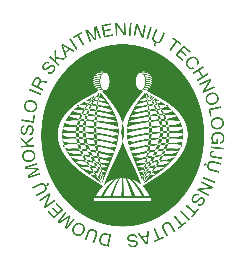 DUOMENŲ MOKSLO IR SKAITMENINIŲ TECHNOLOGIJŲ INSTITUTAS